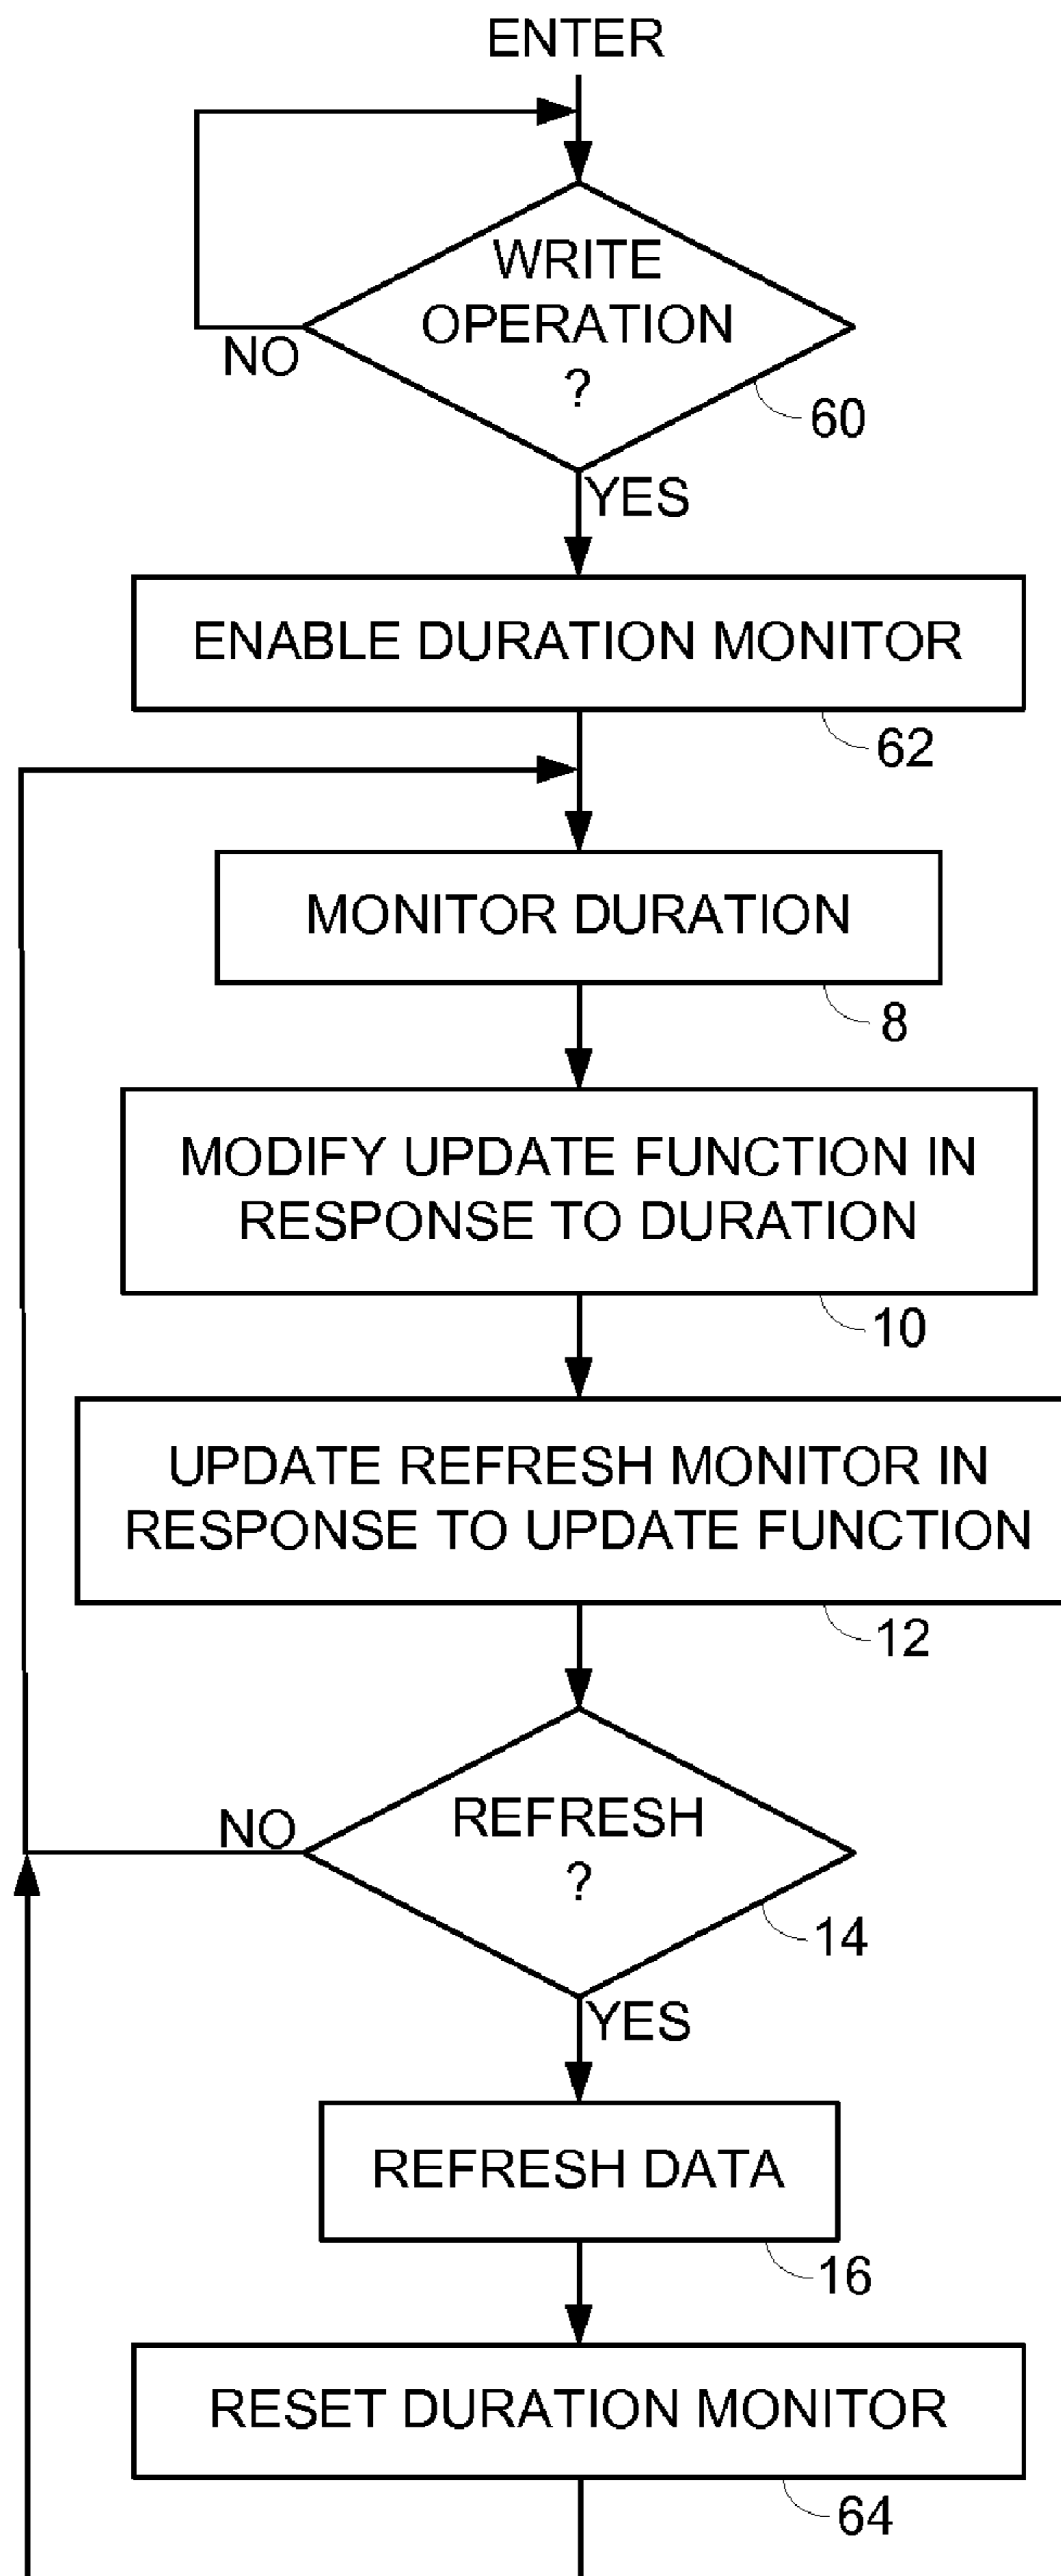 ENTER
WRITE
OPERATION
?
NO
60
YES
ENABLE DURATION MONITOR
62
MONITOR DURATION
8
MODIFY UPDATE FUNCTION IN
RESPONSE TO DURATION
10
UPDATE REFRESH MONITOR IN
RESPONSE TO UPDATE FUNCTION
12
REFRESH
?
NO
14
YES
REFRESH DATA
16
RESET DURATION MONITOR
64